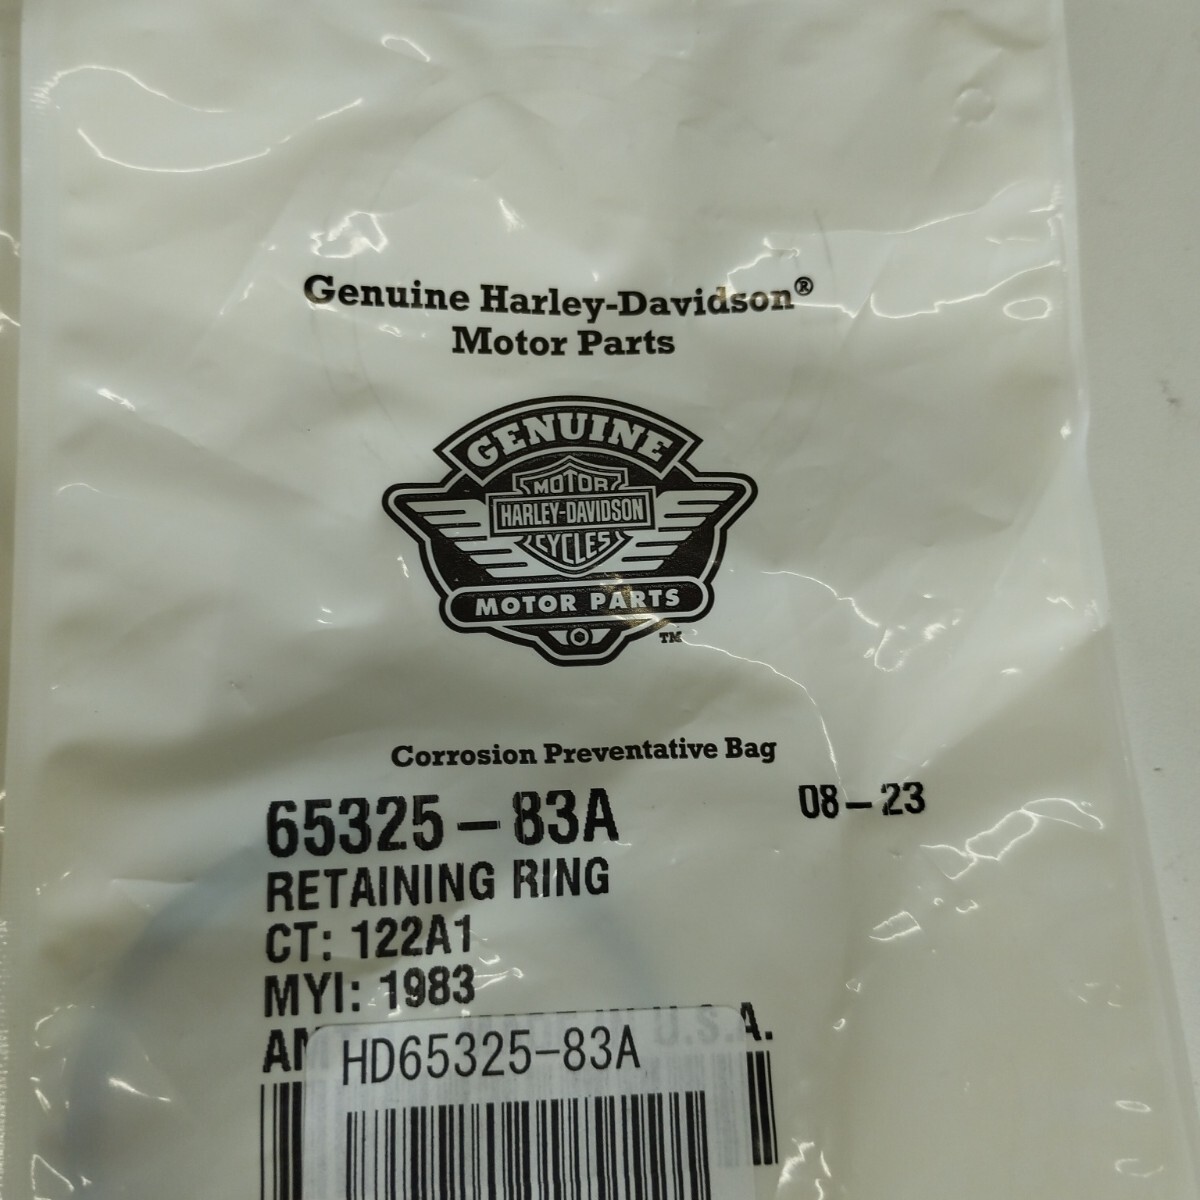 Genuine Harley-Davidson®
Motor Parts
GENUINE
MOTOR
HARLEY-DAVIDSON
CYCLES
MOTOR PARTS
TM
Corrosion Preventative Bag
65325-83A 08-23
RETAINING RING
CT: 122A1
MYI: 1983
IN U.S.A.
HD65325-83A